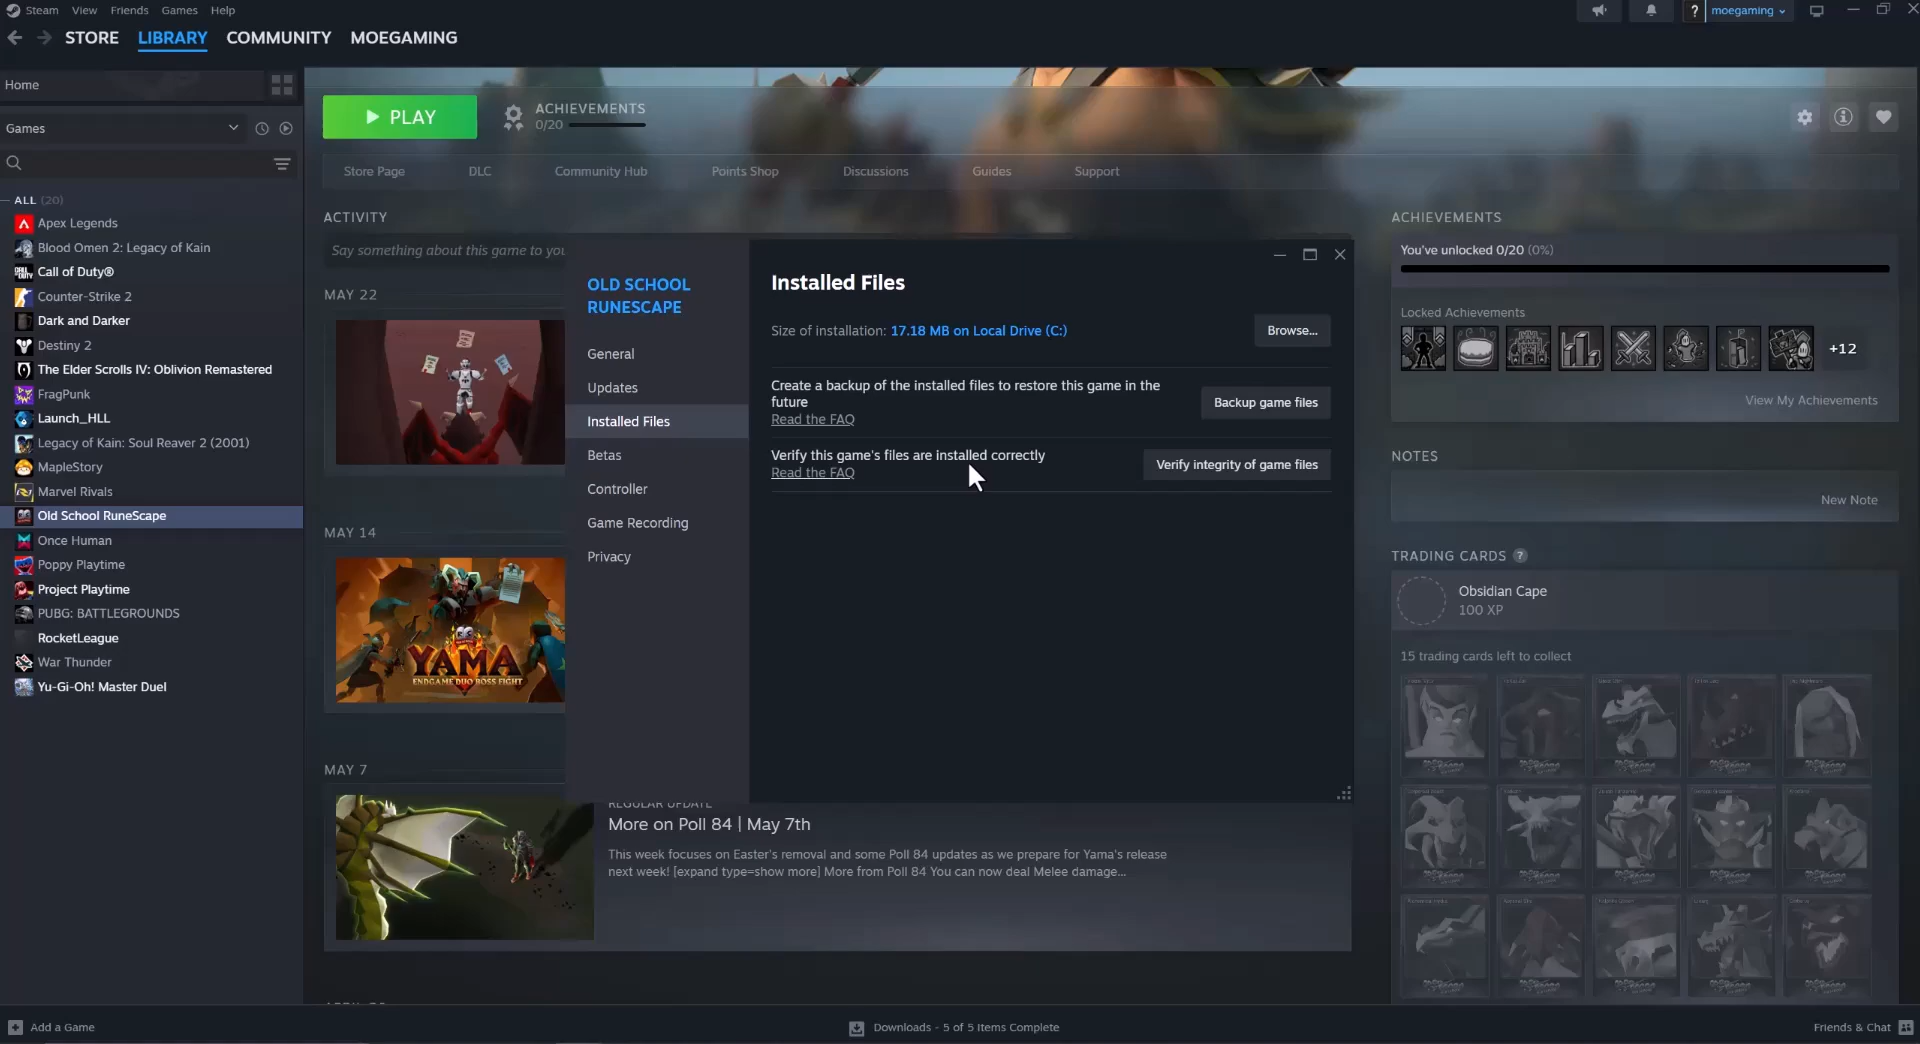 Steam View Friends Games Help
? moegaming
STORE LIBRARY COMMUNITY MOEGAMING
Home
Games
ALL (20)
Apex Legends
Blood Omen 2: Legacy of Kain
Call of Duty®
Counter-Strike 2
Dark and Darker
Destiny 2
The Elder Scrolls IV: Oblivion Remastered
FragPunk
Launch_HLL
Legacy of Kain: Soul Reaver 2 (2001)
MapleStory
Marvel Rivals
Old School RuneScape
Once Human
Poppy Playtime
Project Playtime
PUBG: BATTLEGROUNDS
RocketLeague
War Thunder
Yu-Gi-Oh! Master Duel
PLAY
ACHIEVEMENTS
0/20
Store Page DLC Community Hub Points Shop Discussions Guides Support
ACTIVITY
Say something about this game to you
MAY 22
MAY 14
YAMA
ENDGAME DUO BOSS FIGHT
MAY 7
REGULAR UPDATE
More on Poll 84 | May 7th
This week focuses on Easter's removal and some Poll 84 updates as we prepare for Yama's release
next week! [expand type=show more] More from Poll 84 You can now deal Melee damage...
OLD SCHOOL
RUNESCAPE
General
Updates
Installed Files
Betas
Controller
Game Recording
Privacy
Installed Files
Size of installation: 17.18 MB on Local Drive (C:)
Browse...
Create a backup of the installed files to restore this game in the
future
Read the FAQ
Backup game files
Verify this game's files are installed correctly
Read the FAQ
Verify integrity of game files
ACHIEVEMENTS
You've unlocked 0/20 (0%)
Locked Achievements
+12
View My Achievements
NOTES
New Note
TRADING CARDS ?
Obsidian Cape
100 XP
15 trading cards left to collect
Add a Game
Downloads - 5 of 5 Items Complete
Friends & Chat